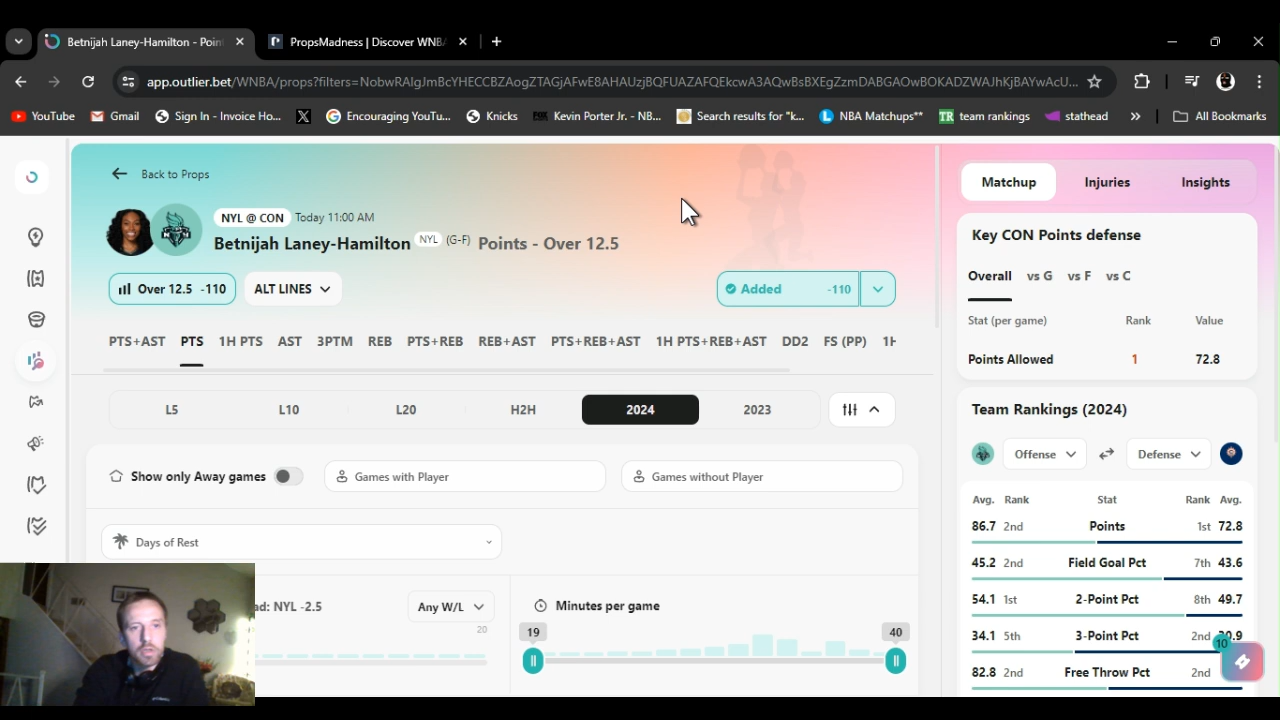 Betnijah Laney-Hamilton - Poin
PropsMadness | Discover WNB
app.outlier.bet/WNBA/props?filters=NobwRAlgJmBcYHECCBZAogZTAGjAFwE8AHAUzjBQFUAZAFQEkcwA3AQwBsBXEgZzmDABGAOwBOKADZWAJhKjBAYwAcU...
YouTube Gmail Sign In - Invoice Ho... Encouraging YouTu... Knicks Kevin Porter Jr. - NB... Search results for "k... NBA Matchups** TR team rankings stathead » All Bookmarks
Back to Props
NYL @ CON Today 11:00 AM
Betnijah Laney-Hamilton NYL (G-F) Points - Over 12.5
Over 12.5 -110 ALT LINES Added -110
PTS+AST PTS 1H PTS AST 3PTM REB PTS+REB REB+AST PTS+REB+AST 1H PTS+REB+AST DD2 FS (PP) 1H
L5 L10 L20 H2H 2024 2023
Show only Away games Games with Player Games without Player
Days of Rest
ad: NYL -2.5 Any W/L
20
Minutes per game
19 40
Matchup Injuries Insights
Key CON Points defense
Overall vs G vs F vs C
Stat (per game) Rank Value
Points Allowed 1 72.8
Team Rankings (2024)
Offense Defense
Avg. Rank Stat Rank Avg.
86.7 2nd Points 1st 72.8
45.2 2nd Field Goal Pct 7th 43.6
54.1 1st 2-Point Pct 8th 49.7
34.1 5th 3-Point Pct 2nd
10
82.8 2nd Free Throw Pct 2nd